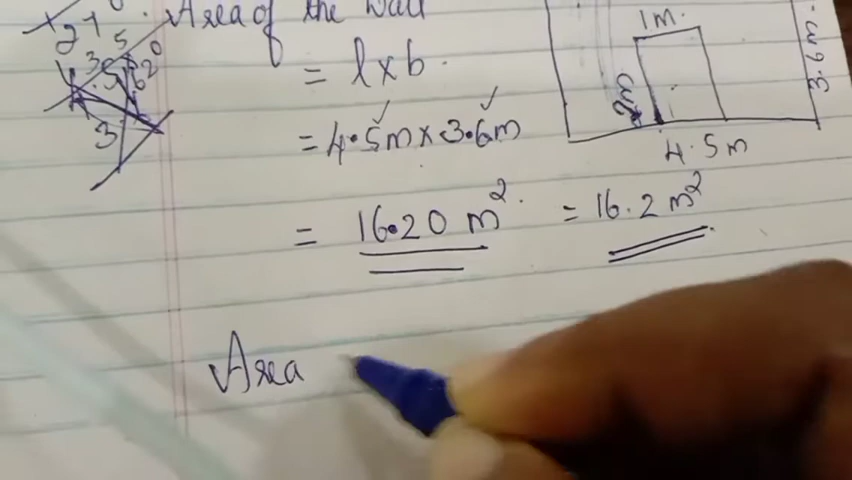 Area of the wall
= l×b.
= 4.5m×3.6m
= 16.20 m². = 16.2 m²
Area
1M.
2m
3.6m
4.5m